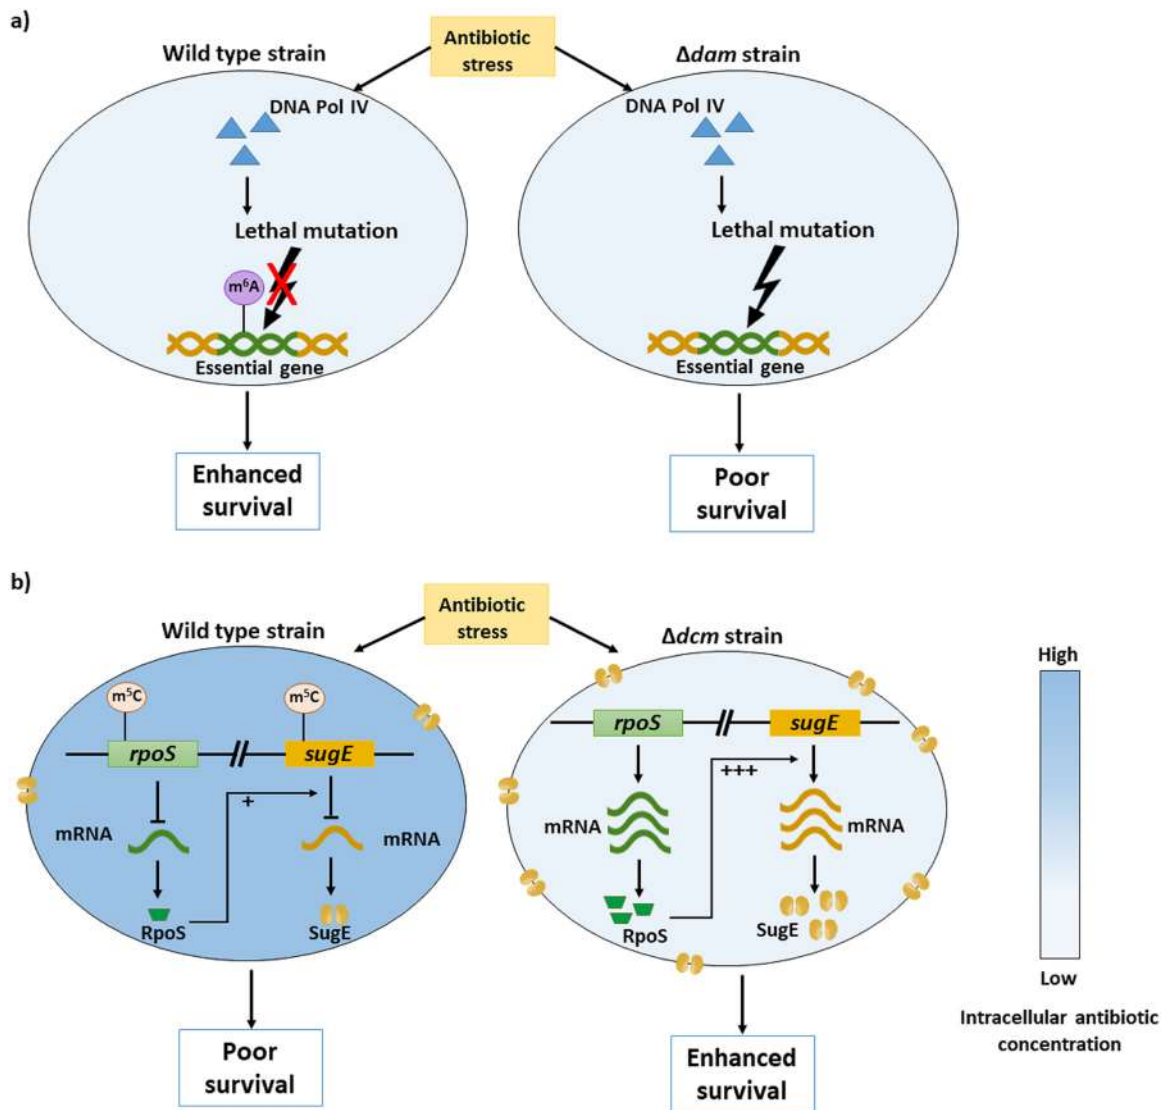 a)
Antibiotic
stress
Wild type strain
Δdam strain
DNA Pol IV
DNA Pol IV
Lethal mutation
Lethal mutation
m⁶A
Essential gene
Essential gene
Enhanced
survival
Poor
survival
b)
Antibiotic
stress
Wild type strain
Δdcm strain
High
m⁵C
m⁵C
rpoS
sugE
rpoS
sugE
+
+++
mRNA
mRNA
mRNA
mRNA
RpoS
SugE
RpoS
SugE
Low
Intracellular antibiotic
concentration
Poor
survival
Enhanced
survival